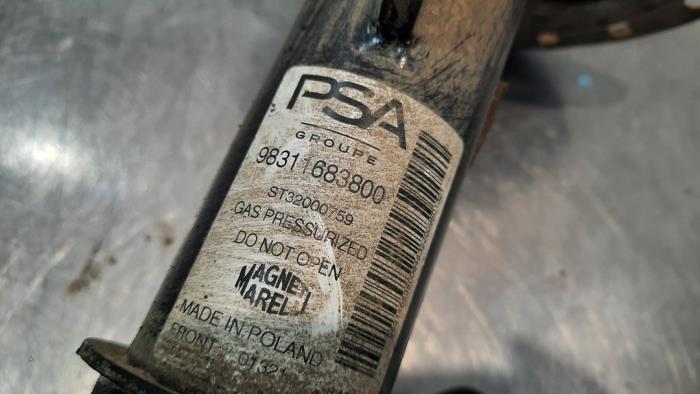 PSA
GROUPE
9831683800
ST32000759
GAS PRESSURIZED
DO NOT OPEN
MAGNETI
MARELLI
MADE IN POLAND
FRONT 01321